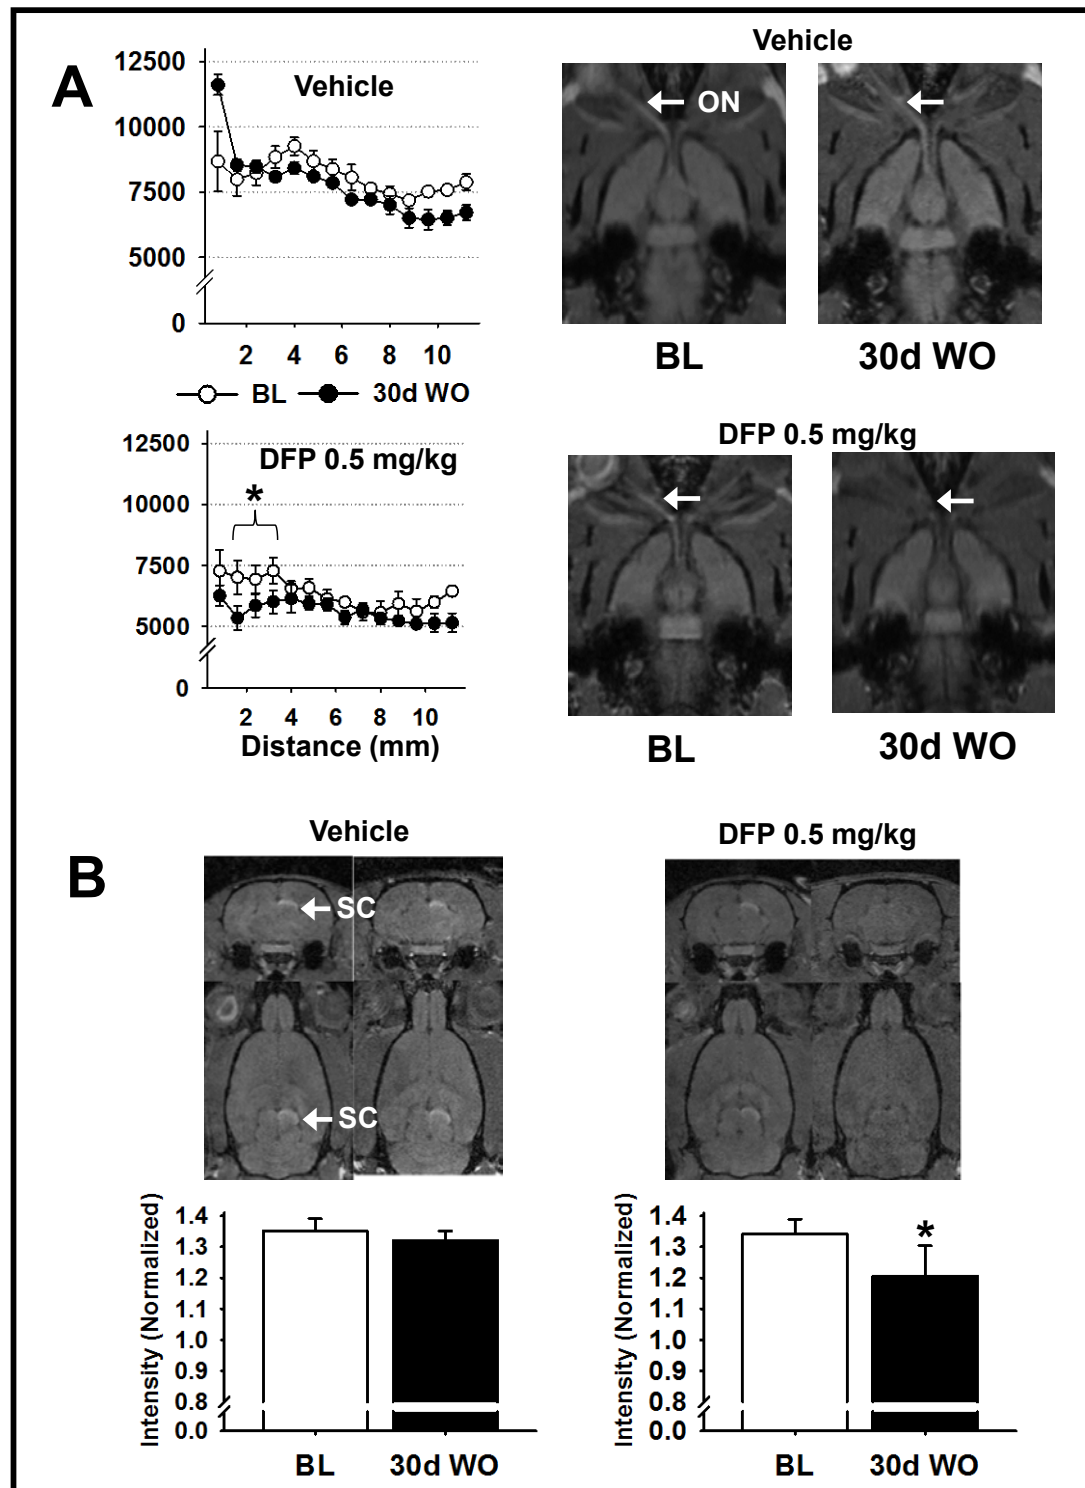 A
Vehicle
12500
10000
7500
5000
0
2 4 6 8 10
BL 30d WO
Vehicle
ON
BL 30d WO
DFP 0.5 mg/kg
*
12500
10000
7500
5000
0
2 4 6 8 10
Distance (mm)
DFP 0.5 mg/kg
BL 30d WO
B
Vehicle
SC
SC
DFP 0.5 mg/kg
Intensity (Normalized)
1.4
1.3
1.2
1.1
1.0
0.9
0.8
0.0
BL 30d WO
Intensity (Normalized)
1.4
1.3
1.2
1.1
1.0
0.9
0.8
0.0
*
BL 30d WO